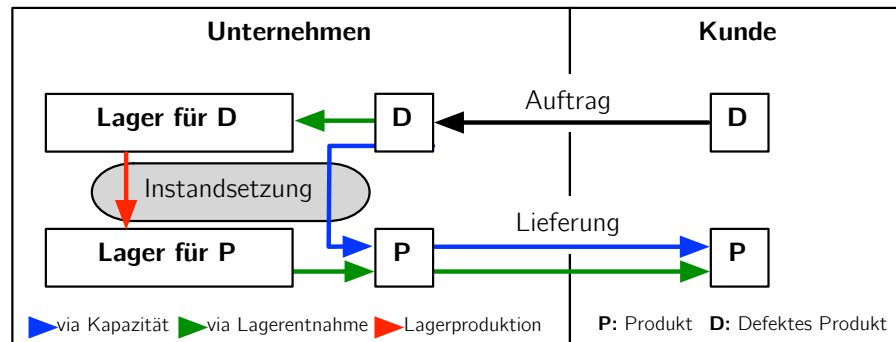 Unternehmen Kunde
Lager für D D Auftrag D
Instandsetzung
Lieferung
Lager für P P P
via Kapazität via Lagerentnahme Lagerproduktion P: Produkt D: Defektes Produkt